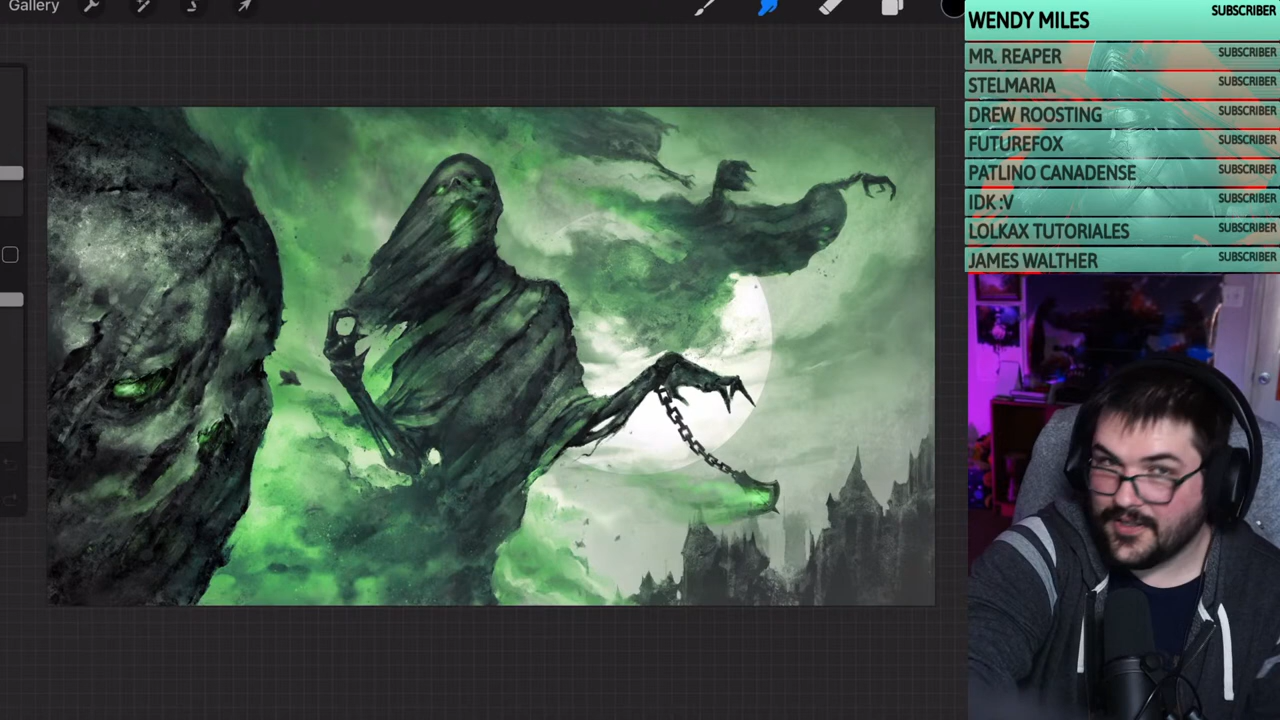 Gallery
WENDY MILES SUBSCRIBER
MR. REAPER SUBSCRIBER
STELMARIA SUBSCRIBER
DREW ROOSTING SUBSCRIBER
FUTUREFOX SUBSCRIBER
PATLINO CANADENSE SUBSCRIBER
IDK :V SUBSCRIBER
LOLKAX TUTORIALES SUBSCRIBER
JAMES WALTHER SUBSCRIBER